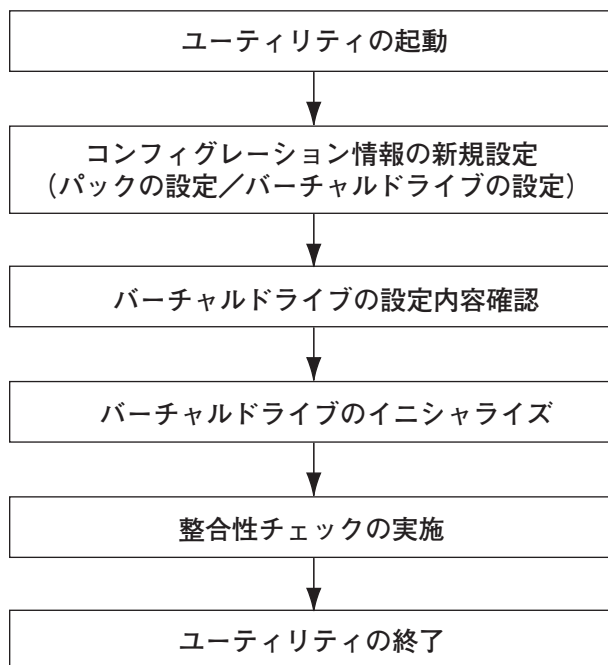 ユーティリティの起動
コンフィグレーション情報の新規設定
(パックの設定／バーチャルドライブの設定)
バーチャルドライブの設定内容確認
バーチャルドライブのイニシャライズ
整合性チェックの実施
ユーティリティの終了